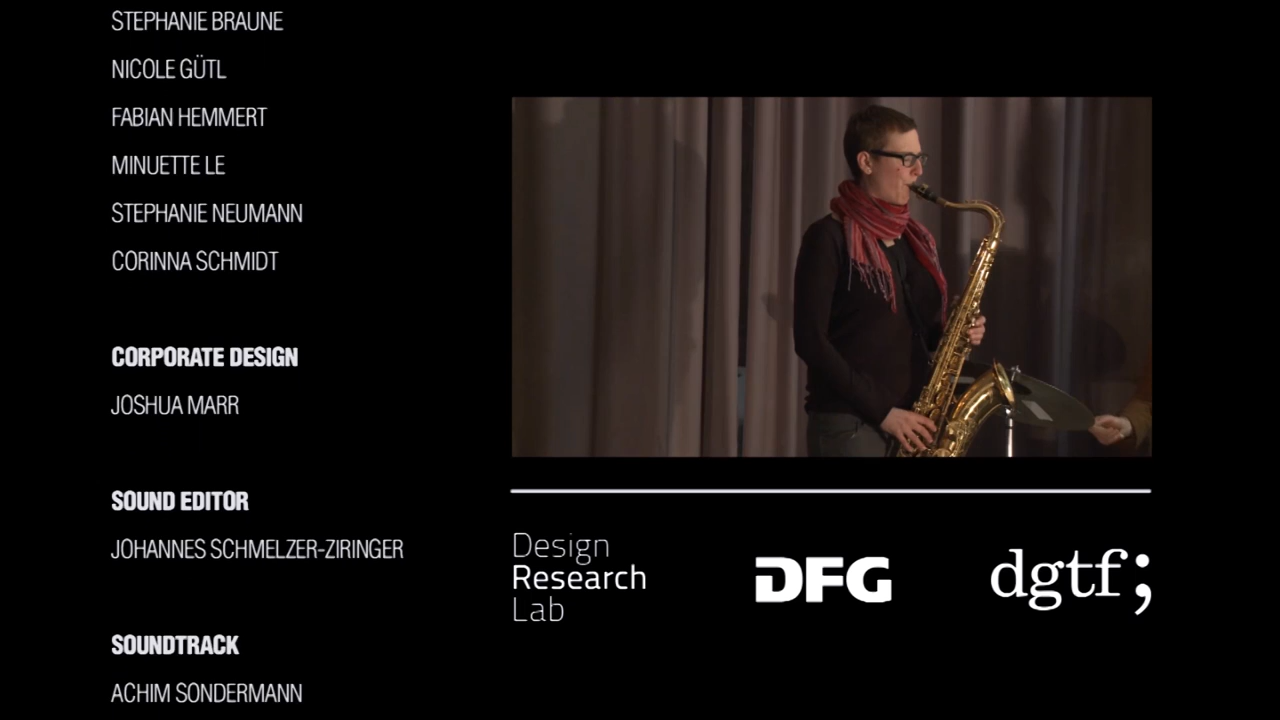 STEPHANIE BRAUNE
NICOLE GÜTL
FABIAN HEMMERT
MINUETTE LE
STEPHANIE NEUMANN
CORINNA SCHMIDT
CORPORATE DESIGN
JOSHUA MARR
SOUND EDITOR
JOHANNES SCHMELZER-ZIRINGER
SOUNDTRACK
ACHIM SONDERMANN
Design
Research
Lab
DFG
dgtf;